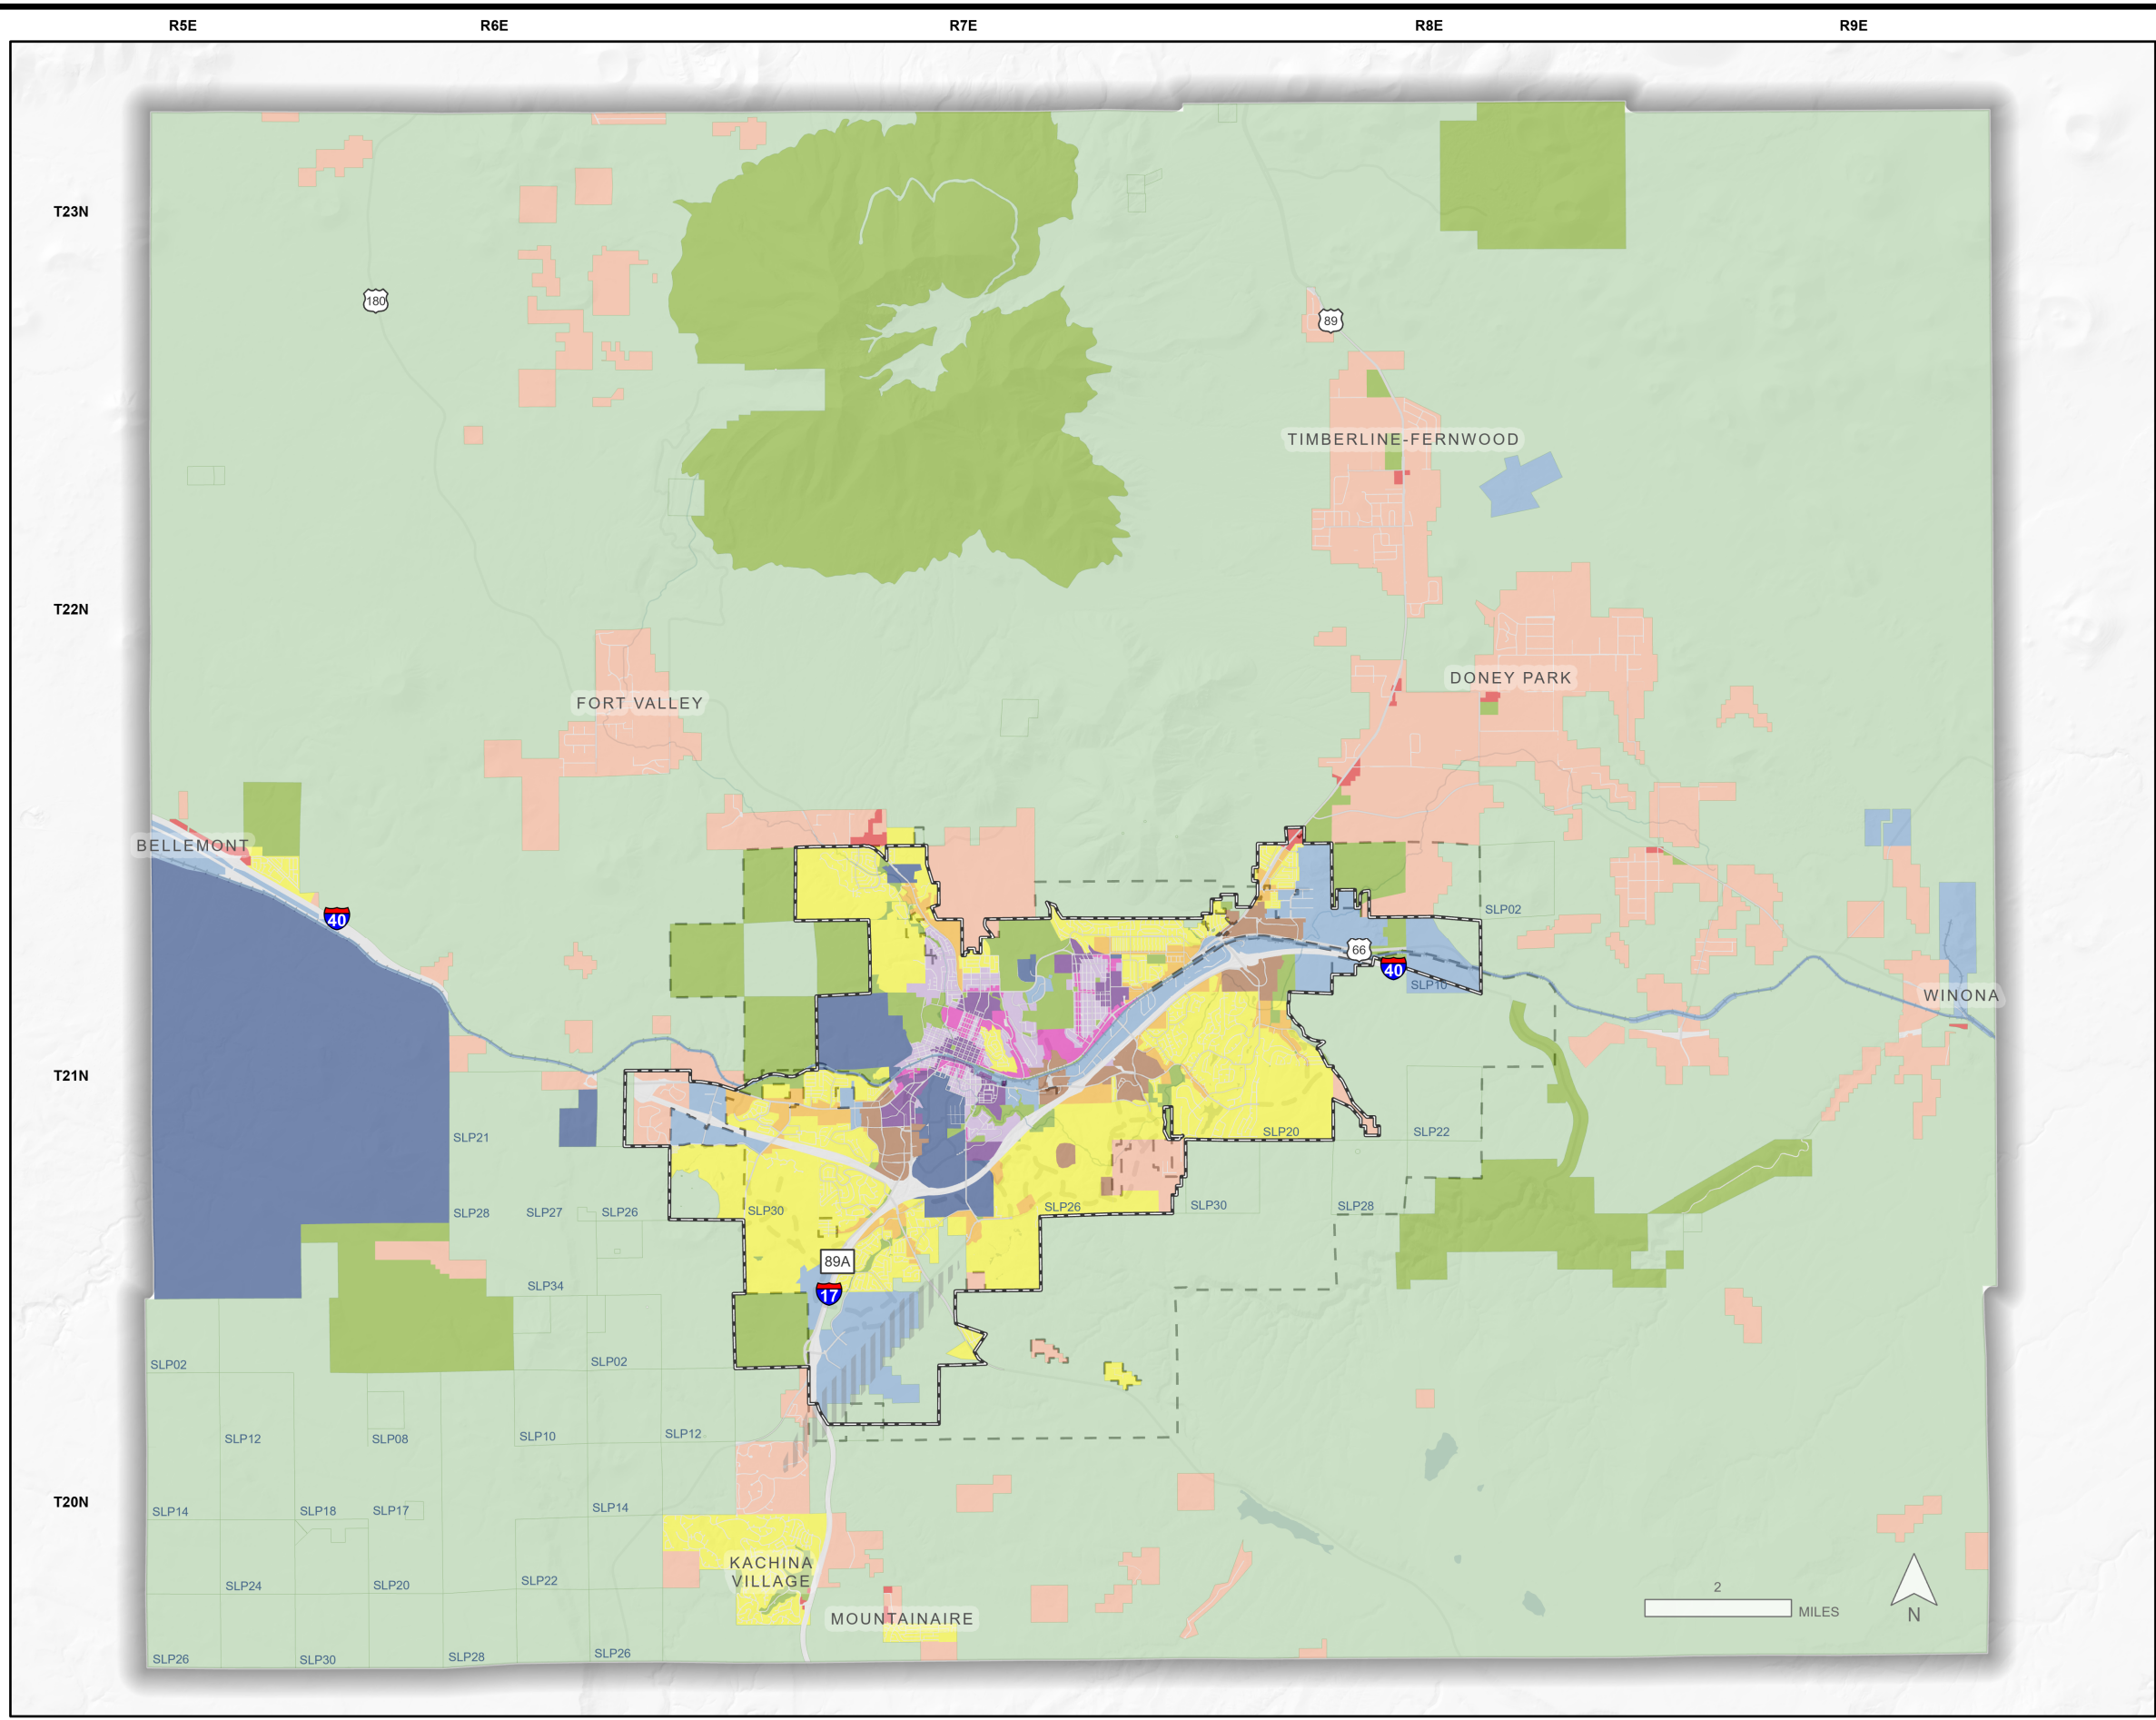 R5E
R6E
R7E
R8E
R9E
T23N
180
89
TIMBERLINE-FERNWOOD
T22N
DONEY PARK
FORT VALLEY
BELLEMONT
40
SLP02
66
40
SLP10
WINONA
T21N
SLP21
SLP20
SLP22
SLP28
SLP27
SLP26
SLP30
SLP26
SLP30
SLP28
89A
SLP34
17
SLP02
SLP02
SLP12
SLP08
SLP10
SLP12
T20N
SLP14
SLP18
SLP17
SLP14
KACHINA
VILLAGE
SLP24
SLP20
SLP22
2
MILES
N
MOUNTAINAIRE
SLP26
SLP30
SLP28
SLP26